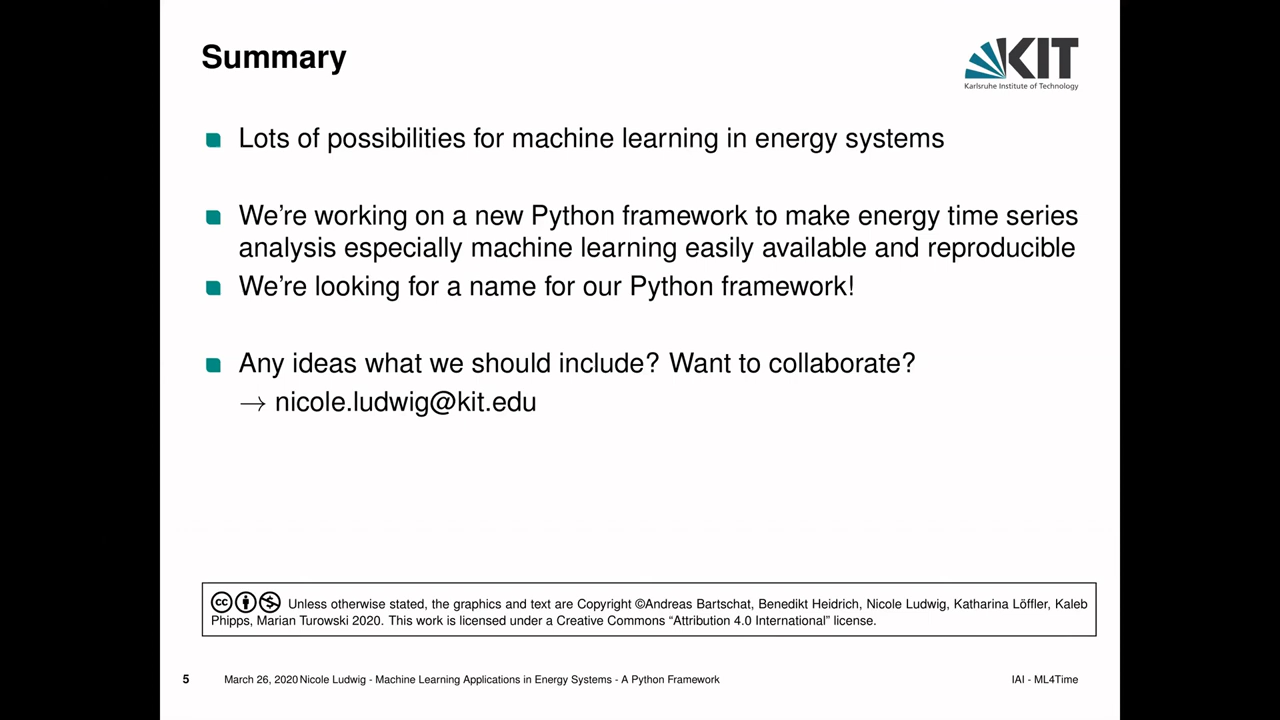 Summary
KIT
Karlsruhe Institute of Technology
Lots of possibilities for machine learning in energy systems
We're working on a new Python framework to make energy time series
analysis especially machine learning easily available and reproducible
We're looking for a name for our Python framework!
Any ideas what we should include? Want to collaborate?
→ nicole.ludwig@kit.edu
cc Unless otherwise stated, the graphics and text are Copyright ©Andreas Bartschat, Benedikt Heidrich, Nicole Ludwig, Katharina Löffler, Kaleb
Phipps, Marian Turowski 2020. This work is licensed under a Creative Commons “Attribution 4.0 International” license.
5 March 26, 2020 Nicole Ludwig - Machine Learning Applications in Energy Systems - A Python Framework IAI - ML4Time